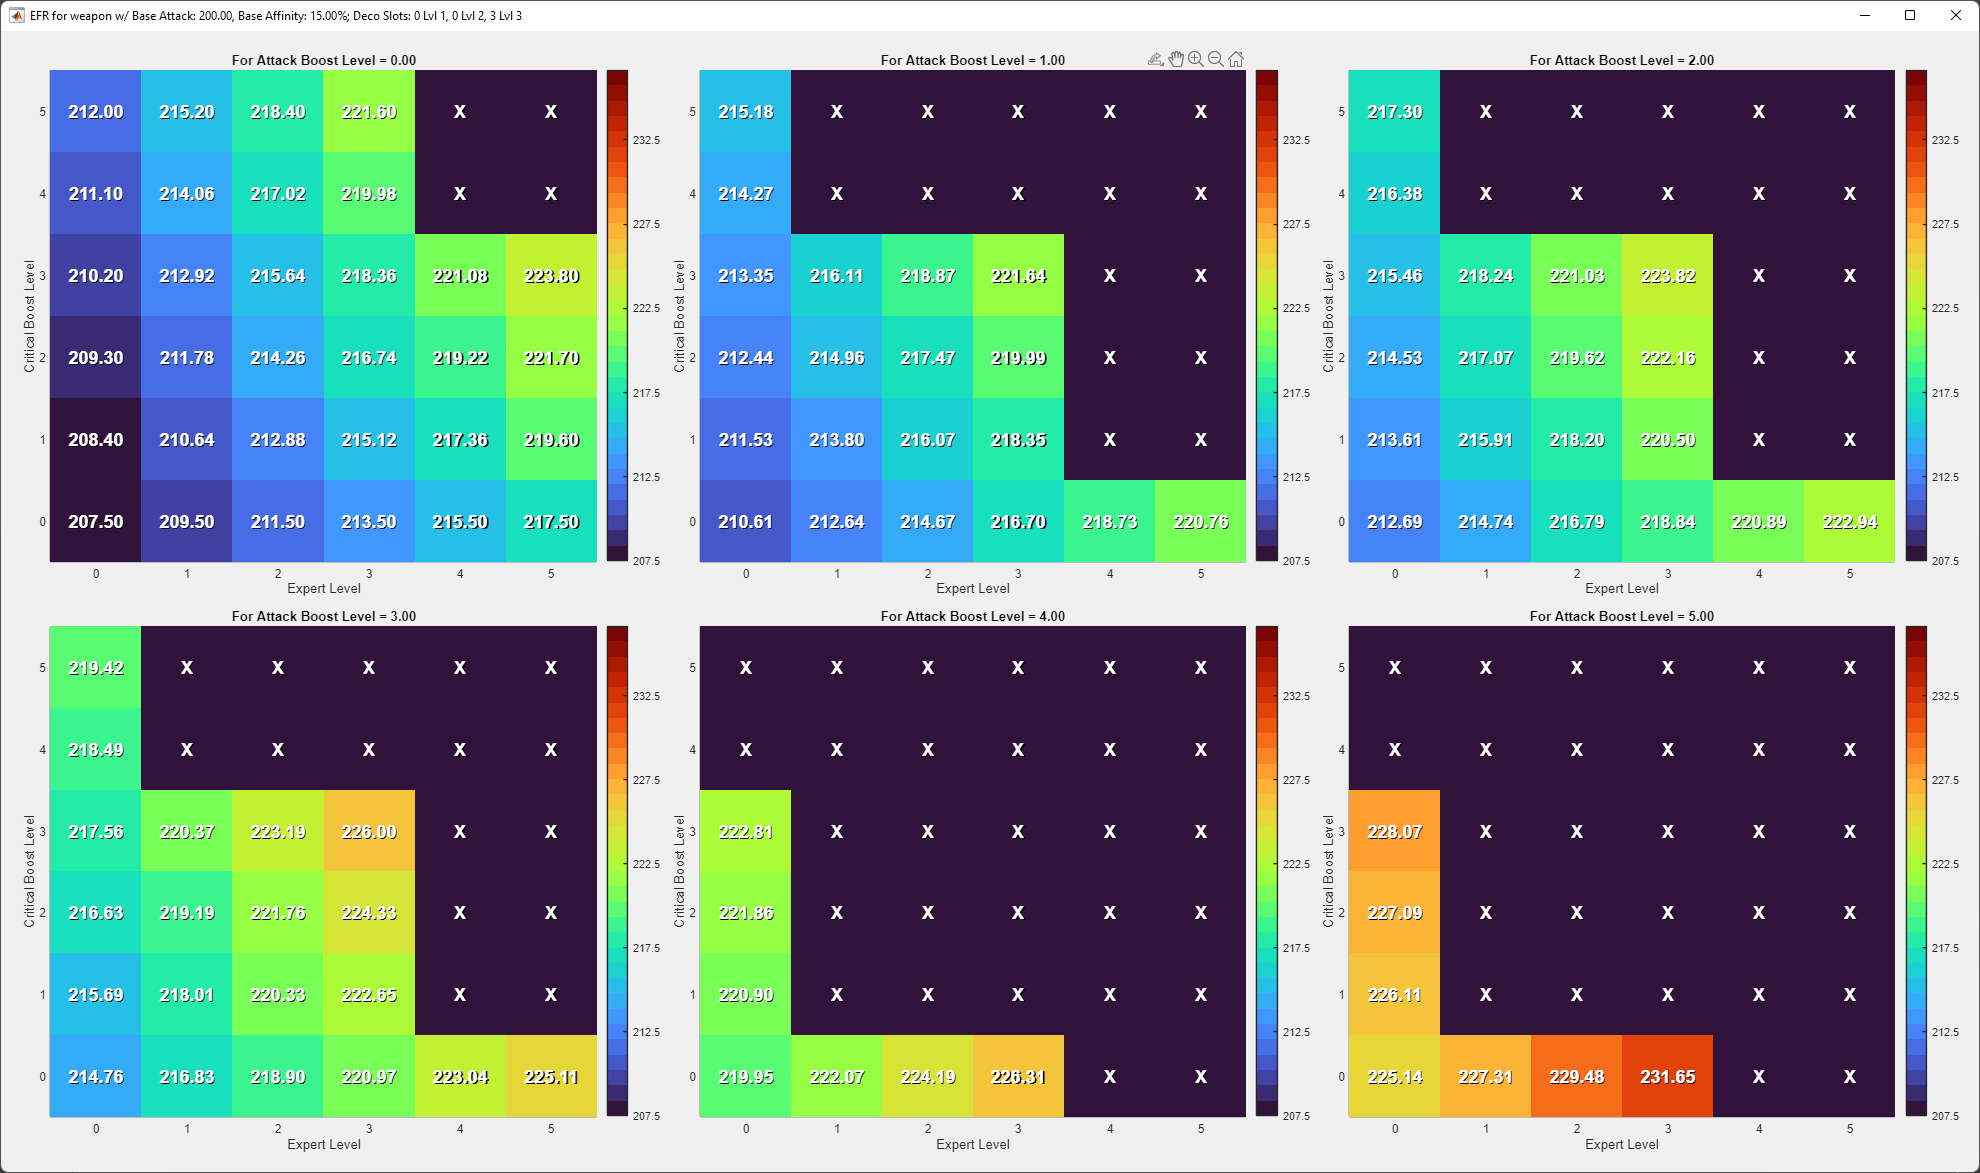 EFR for weapon w/ Base Attack: 200.00, Base Affinity: 15.00%; Deco Slots: 0 Lvl 1, 0 Lvl 2, 3 Lvl 3
For Attack Boost Level = 0.00
Critical Boost Level
5 212.00 215.20 218.40 221.60 X X
4 211.10 214.06 217.02 219.98 X X
3 210.20 212.92 215.64 218.36 221.08 223.80
2 209.30 211.78 214.26 216.74 219.22 221.70
1 208.40 210.64 212.88 215.12 217.36 219.60
0 207.50 209.50 211.50 213.50 215.50 217.50
0 1 2 3 4 5
Expert Level
232.5
227.5
222.5
217.5
212.5
207.5
For Attack Boost Level = 1.00
Critical Boost Level
5 215.18 X X X X X
4 214.27 X X X X X
3 213.35 216.11 218.87 221.64 X X
2 212.44 214.96 217.47 219.99 X X
1 211.53 213.80 216.07 218.35 X X
0 210.61 212.64 214.67 216.70 218.73 220.76
0 1 2 3 4 5
Expert Level
232.5
227.5
222.5
217.5
212.5
207.5
For Attack Boost Level = 2.00
Critical Boost Level
5 217.30 X X X X X
4 216.38 X X X X X
3 215.46 218.24 221.03 223.82 X X
2 214.53 217.07 219.62 222.16 X X
1 213.61 215.91 218.20 220.50 X X
0 212.69 214.74 216.79 218.84 220.89 222.94
0 1 2 3 4 5
Expert Level
232.5
227.5
222.5
217.5
212.5
207.5
For Attack Boost Level = 3.00
Critical Boost Level
5 219.42 X X X X X
4 218.49 X X X X X
3 217.56 220.37 223.19 226.00 X X
2 216.63 219.19 221.76 224.33 X X
1 215.69 218.01 220.33 222.65 X X
0 214.76 216.83 218.90 220.97 223.04 225.11
0 1 2 3 4 5
Expert Level
232.5
227.5
222.5
217.5
212.5
207.5
For Attack Boost Level = 4.00
Critical Boost Level
5 X X X X X X
4 X X X X X X
3 222.81 X X X X X
2 221.86 X X X X X
1 220.90 X X X X X
0 219.95 222.07 224.19 226.31 X X
0 1 2 3 4 5
Expert Level
232.5
227.5
222.5
217.5
212.5
207.5
For Attack Boost Level = 5.00
Critical Boost Level
5 X X X X X X
4 X X X X X X
3 228.07 X X X X X
2 227.09 X X X X X
1 226.11 X X X X X
0 225.14 227.31 229.48 231.65 X X
0 1 2 3 4 5
Expert Level
232.5
227.5
222.5
217.5
212.5
207.5